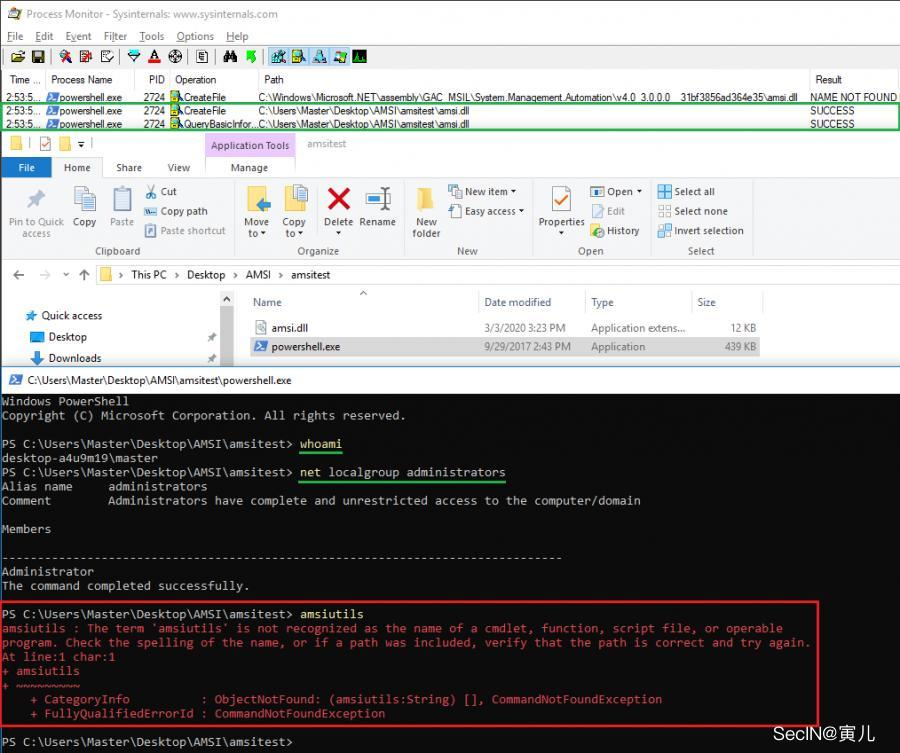 Process Monitor - Sysinternals: www.sysinternals.com
File Edit Event Filter Tools Options Help
Time ... Process Name PID Operation Path Result
2:53:5... powershell.exe 2724 CreateFile C:\Windows\Microsoft.NET\assembly\GAC_MSIL\System.Management.Automation\v4.0_3.0.0.0__31bf3856ad364e35\amsi.dll NAME NOT FOUND
2:53:5... powershell.exe 2724 CreateFile C:\Users\Master\Desktop\AMSI\amsitest\amsi.dll SUCCESS
2:53:5... powershell.exe 2724 QueryBasicInfor... C:\Users\Master\Desktop\AMSI\amsitest\amsi.dll SUCCESS
Application Tools amsitest
File Home Share View Manage
Pin to Quick access
Copy
Paste
Cut
Copy path
Paste shortcut
Clipboard
Move to
Copy to
Delete
Rename
Organize
New folder
New item
Easy access
New
Properties
Open
Edit
History
Open
Select all
Select none
Invert selection
Select
This PC > Desktop > AMSI > amsitest
Quick access
Desktop
Downloads
Name Date modified Type Size
amsi.dll 3/3/2020 3:23 PM Application extens... 12 KB
powershell.exe 9/29/2017 2:43 PM Application 439 KB
C:\Users\Master\Desktop\AMSI\amsitest\powershell.exe
Windows PowerShell
Copyright (C) Microsoft Corporation. All rights reserved.
PS C:\Users\Master\Desktop\AMSI\amsitest> whoami
desktop-a4u9m19\master
PS C:\Users\Master\Desktop\AMSI\amsitest> net localgroup administrators
Alias name administrators
Comment Administrators have complete and unrestricted access to the computer/domain
Members
-------------------------------------------------------------------------------
Administrator
The command completed successfully.
PS C:\Users\Master\Desktop\AMSI\amsitest> amsiutils
amsiutils : The term 'amsiutils' is not recognized as the name of a cmdlet, function, script file, or operable
program. Check the spelling of the name, or if a path was included, verify that the path is correct and try again.
At line:1 char:1
+ amsiutils
+ ~~~~~~~~~
+ CategoryInfo : ObjectNotFound: (amsiutils:String) [], CommandNotFoundException
+ FullyQualifiedErrorId : CommandNotFoundException
PS C:\Users\Master\Desktop\AMSI\amsitest>
SecIN@寅儿